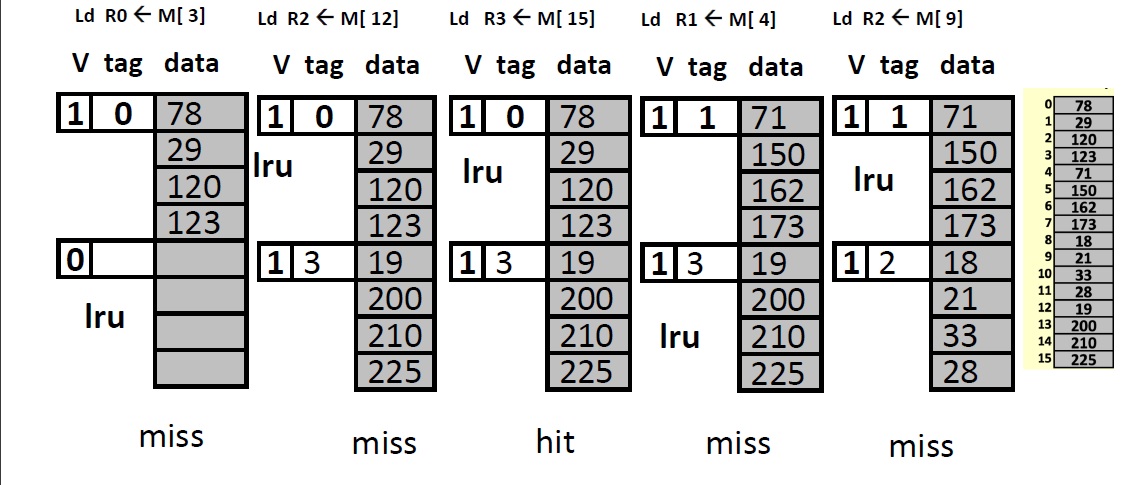 Ld R0 ← M[ 3] Ld R2 ← M[ 12] Ld R3 ← M[ 15] Ld R1 ← M[ 4] Ld R2 ← M[ 9]
V tag data V tag data V tag data V tag data V tag data
1 0 78 1 0 78 1 0 78 1 1 71 1 1 71
29 29 29 150 150
lru lru lru
120 120 120 162 162
123 123 123 173 173
0 1 3 19 1 3 19 1 3 19 1 2 18
200 200 200 21
lru lru
210 210 210 33
225 225 225 28
miss miss hit miss miss
0 78
1 29
2 120
3 123
4 71
5 150
6 162
7 173
8 18
9 21
10 33
11 28
12 19
13 200
14 210
15 225